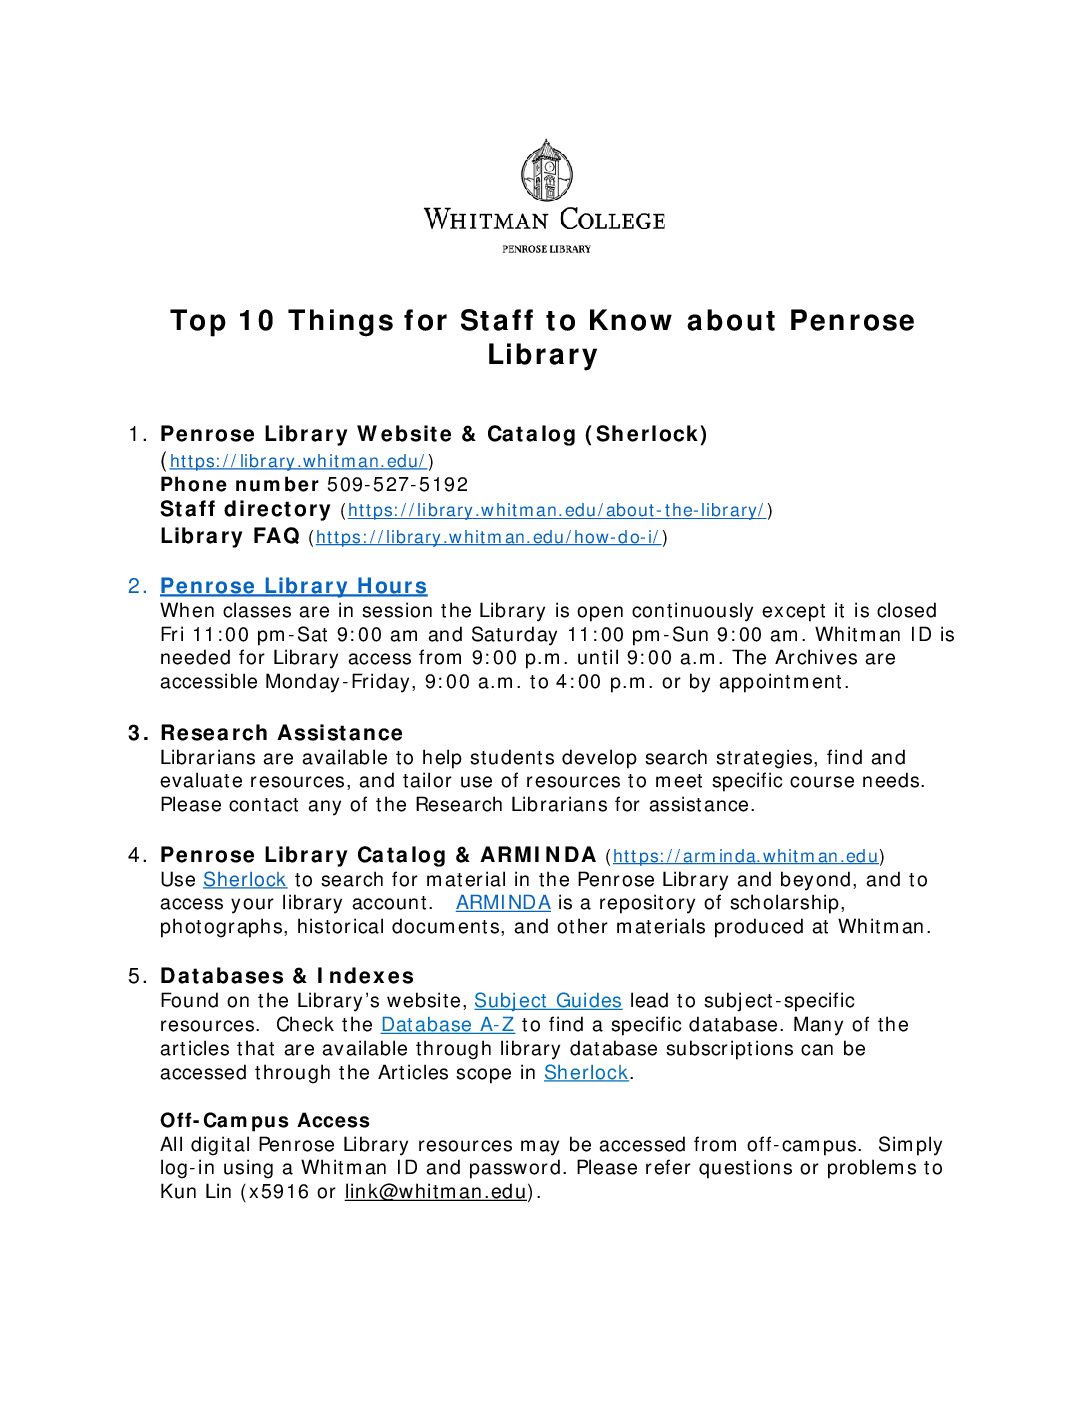 WHITMAN COLLEGE
PENROSE LIBRARY
Top 10 Things for Staff to Know about Penrose
Library
1. Penrose Library Website & Catalog (Sherlock)
(https://library.whitman.edu/)
Phone number 509-527-5192
Staff directory (https://library.whitman.edu/about-the-library/)
Library FAQ (https://library.whitman.edu/how-do-i/)
2. Penrose Library Hours
When classes are in session the Library is open continuously except it is closed
Fri 11:00 pm-Sat 9:00 am and Saturday 11:00 pm-Sun 9:00 am. Whitman ID is
needed for Library access from 9:00 p.m. until 9:00 a.m. The Archives are
accessible Monday-Friday, 9:00 a.m. to 4:00 p.m. or by appointment.
3. Research Assistance
Librarians are available to help students develop search strategies, find and
evaluate resources, and tailor use of resources to meet specific course needs.
Please contact any of the Research Librarians for assistance.
4. Penrose Library Catalog & ARMINDA (https://arminda.whitman.edu)
Use Sherlock to search for material in the Penrose Library and beyond, and to
access your library account. ARMINDA is a repository of scholarship,
photographs, historical documents, and other materials produced at Whitman.
5. Databases & Indexes
Found on the Library’s website, Subject Guides lead to subject-specific
resources. Check the Database A-Z to find a specific database. Many of the
articles that are available through library database subscriptions can be
accessed through the Articles scope in Sherlock.
Off-Campus Access
All digital Penrose Library resources may be accessed from off-campus. Simply
log-in using a Whitman ID and password. Please refer questions or problems to
Kun Lin (x5916 or link@whitman.edu).